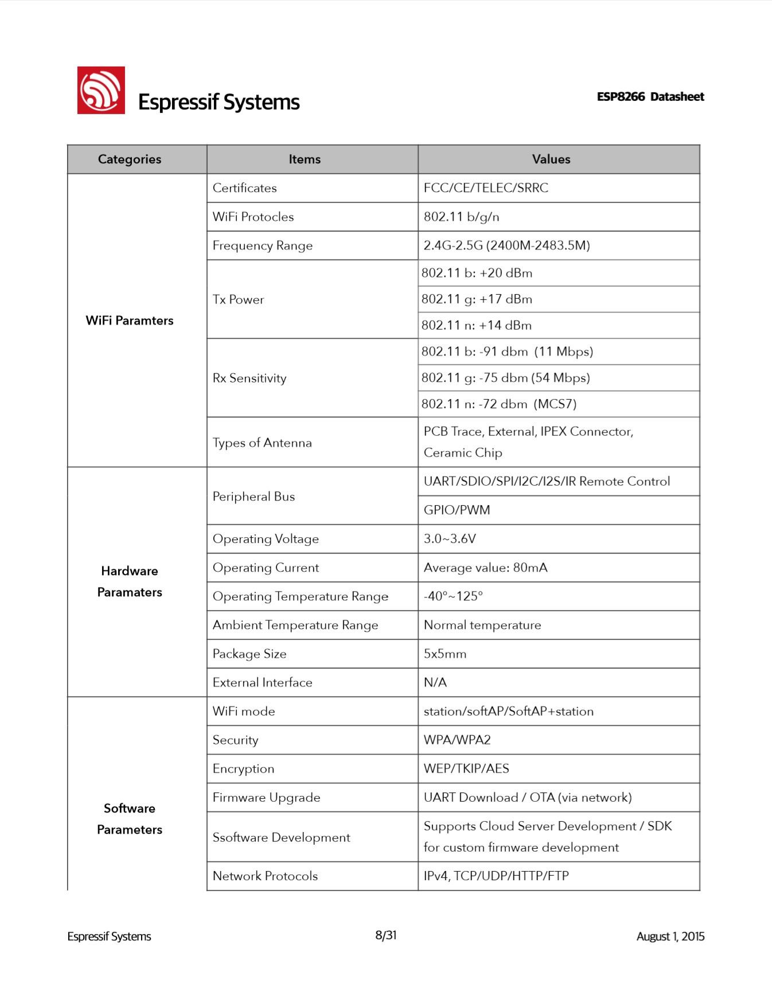 Espressif Systems
ESP8266 Datasheet
Categories Items Values
WiFi Paramters
Certificates FCC/CE/TELEC/SRRC
WiFi Protocles 802.11 b/g/n
Frequency Range 2.4G-2.5G (2400M-2483.5M)
Tx Power
802.11 b: +20 dBm
802.11 g: +17 dBm
802.11 n: +14 dBm
Rx Sensitivity
802.11 b: -91 dbm (11 Mbps)
802.11 g: -75 dbm (54 Mbps)
802.11 n: -72 dbm (MCS7)
Types of Antenna
PCB Trace, External, IPEX Connector,
Ceramic Chip
Hardware
Paramaters
Peripheral Bus
UART/SDIO/SPI/I2C/I2S/IR Remote Control
GPIO/PWM
Operating Voltage 3.0~3.6V
Operating Current Average value: 80mA
Operating Temperature Range -40°~125°
Ambient Temperature Range Normal temperature
Package Size 5x5mm
External Interface N/A
Software
Parameters
WiFi mode station/softAP/SoftAP+station
Security WPA/WPA2
Encryption WEP/TKIP/AES
Firmware Upgrade UART Download / OTA (via network)
Ssoftware Development
Supports Cloud Server Development / SDK
for custom firmware development
Network Protocols IPv4, TCP/UDP/HTTP/FTP
Espressif Systems 8/31 August 1, 2015